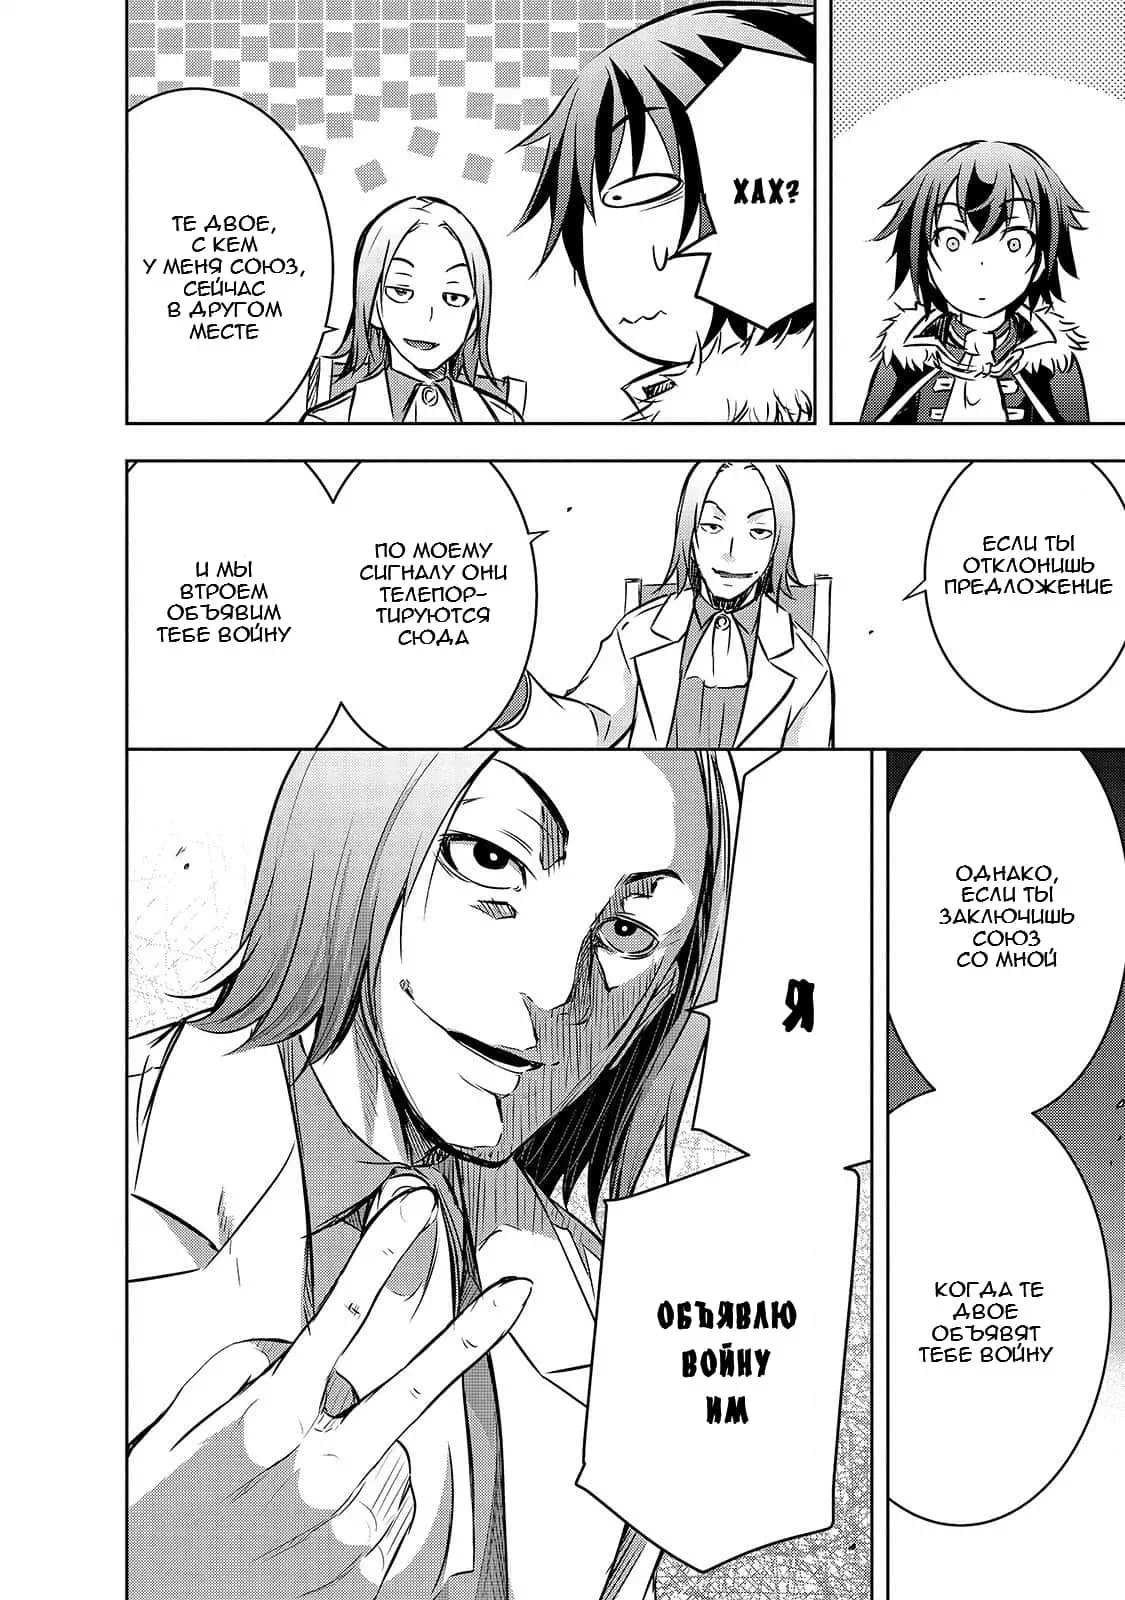 ХАХ?
ТЕ ДВОЕ,
С КЕМ
У МЕНЯ СОЮЗ,
СЕЙЧАС
В ДРУГОМ
МЕСТЕ
ЕСЛИ ТЫ
ОТКЛОНИШЬ
ПРЕДЛОЖЕНИЕ
ПО МОЕМУ
СИГНАЛУ ОНИ
ТЕЛЕПОР-
ТИРУЮТСЯ
СЮДА
И МЫ
ВТРОЕМ
ОБЪЯВИМ
ТЕБЕ ВОЙНУ
ОДНАКО,
ЕСЛИ ТЫ
ЗАКЛЮЧИШЬ
СОЮЗ
СО МНОЙ
КОГДА ТЕ
ДВОЕ
ОБЪЯВЯТ
ТЕБЕ ВОЙНУ
Я
ОБЪЯВЛЮ
ВОЙНУ
ИМ